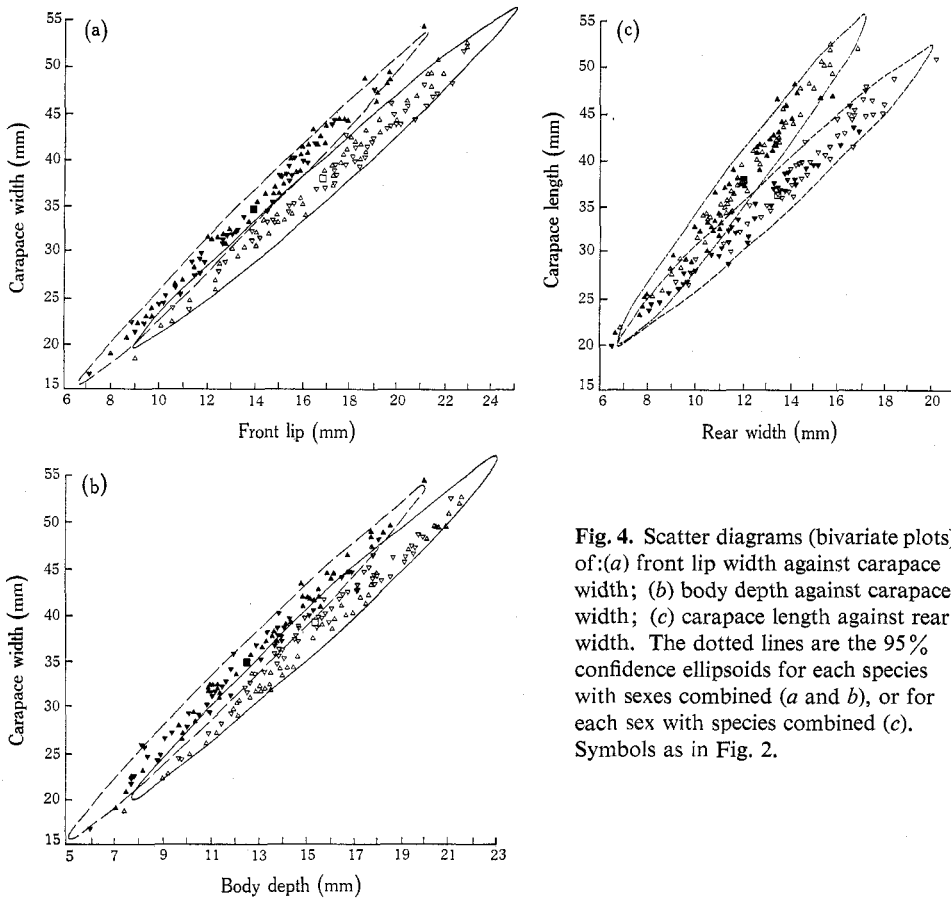 (a)
55
50
45
40
35
30
25
20
15
Carapace width (mm)
6 8 10 12 14 16 18 20 22 24
Front lip (mm)
(c)
55
50
45
40
35
30
25
20
15
Carapace length (mm)
8 10 12 14 16 18 20
Rear width (mm)
(b)
55
50
45
40
35
30
25
20
15
Carapace width (mm)
5 7 9 11 13 15 17 19 21 23
Body depth (mm)
Fig. 4. Scatter diagrams (bivariate plots)
of:(a) front lip width against carapace
width; (b) body depth against carapace
width; (c) carapace length against rear
width. The dotted lines are the 95%
confidence ellipsoids for each species
with sexes combined (a and b), or for
each sex with species combined (c).
Symbols as in Fig. 2.